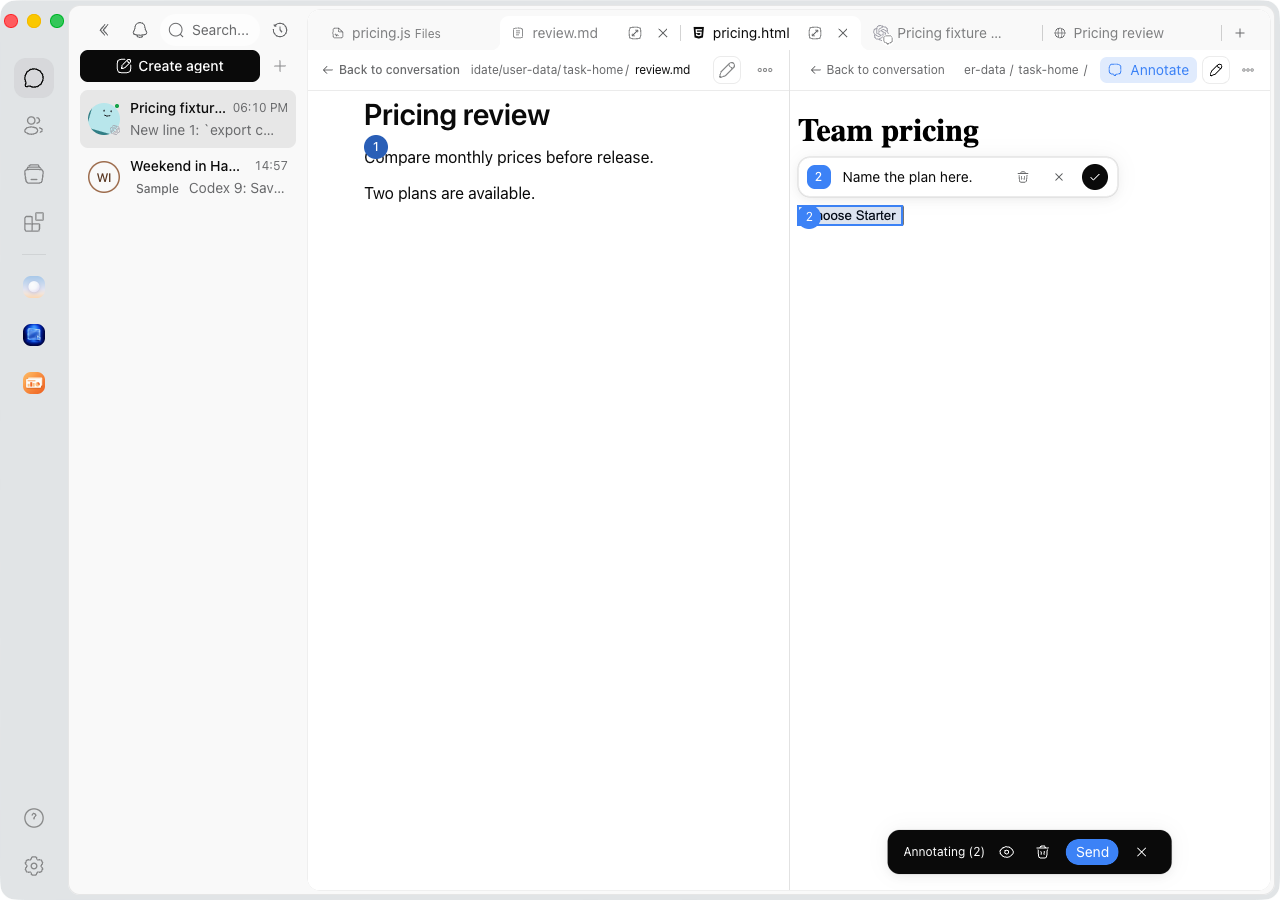 Search...
Create agent
Pricing fixtur... 06:10 PM
New line 1: `export c...
WI
Weekend in Ha... 14:57
Sample Codex 9: Sav...
pricing.js Files
review.md
pricing.html
Pricing fixture ...
Pricing review
Back to conversation idate/user-data/ task-home / review.md
Pricing review
1
Compare monthly prices before release.
Two plans are available.
Back to conversation er-data / task-home /
Annotate
Team pricing
2 Name the plan here.
2 hoose Starter
Annotating (2)
Send